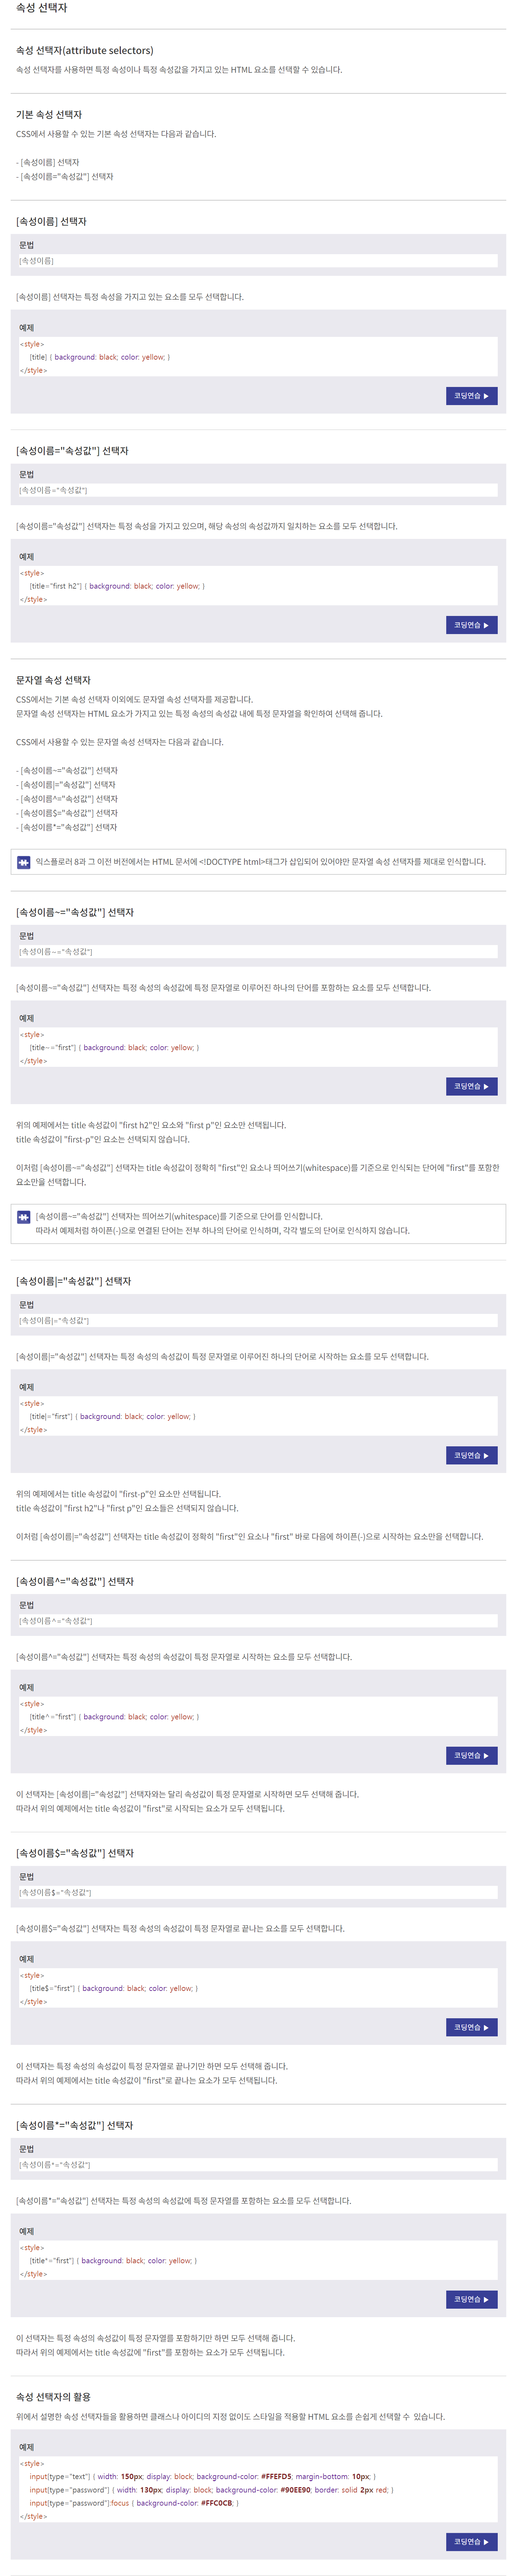 속성 선택자
속성 선택자(attribute selectors)
속성 선택자를 사용하면 특정 속성이나 특정 속성값을 가지고 있는 HTML 요소를 선택할 수 있습니다.
기본 속성 선택자
CSS에서 사용할 수 있는 기본 속성 선택자는 다음과 같습니다.
- [속성이름] 선택자
- [속성이름="속성값"] 선택자
[속성이름] 선택자
문법
[속성이름]
[속성이름] 선택자는 특정 속성을 가지고 있는 요소를 모두 선택합니다.
예제
<style>
[title] { background: black; color: yellow; }
</style>
코딩연습 ▶
[속성이름="속성값"] 선택자
문법
[속성이름="속성값"]
[속성이름="속성값"] 선택자는 특정 속성을 가지고 있으며, 해당 속성의 속성값까지 일치하는 요소를 모두 선택합니다.
예제
<style>
[title="first h2"] { background: black; color: yellow; }
</style>
코딩연습 ▶
문자열 속성 선택자
CSS에서는 기본 속성 선택자 이외에도 문자열 속성 선택자를 제공합니다.
문자열 속성 선택자는 HTML 요소가 가지고 있는 특정 속성의 속성값 내에 특정 문자열을 확인하여 선택해 줍니다.
CSS에서 사용할 수 있는 문자열 속성 선택자는 다음과 같습니다.
- [속성이름~="속성값"] 선택자
- [속성이름|="속성값"] 선택자
- [속성이름^="속성값"] 선택자
- [속성이름$="속성값"] 선택자
- [속성이름*="속성값"] 선택자
익스플로러 8과 그 이전 버전에서는 HTML 문서에 <!DOCTYPE html>태그가 삽입되어 있어야만 문자열 속성 선택자를 제대로 인식합니다.
[속성이름~="속성값"] 선택자
문법
[속성이름~="속성값"]
[속성이름~="속성값"] 선택자는 특정 속성의 속성값에 특정 문자열로 이루어진 하나의 단어를 포함하는 요소를 모두 선택합니다.
예제
<style>
[title~="first"] { background: black; color: yellow; }
</style>
코딩연습 ▶
위의 예제에서는 title 속성값이 "first h2"인 요소와 "first p"인 요소만 선택됩니다.
title 속성값이 "first-p"인 요소는 선택되지 않습니다.
이처럼 [속성이름~="속성값"] 선택자는 title 속성값이 정확히 "first"인 요소나 띄어쓰기(whitespace)를 기준으로 인식되는 단어에 "first"를 포함한
요소만을 선택합니다.
[속성이름~="속성값"] 선택자는 띄어쓰기(whitespace)를 기준으로 단어를 인식합니다.
따라서 예제처럼 하이픈(-)으로 연결된 단어는 전부 하나의 단어로 인식하며, 각각 별도의 단어로 인식하지 않습니다.
[속성이름|="속성값"] 선택자
문법
[속성이름|="속성값"]
[속성이름|="속성값"] 선택자는 특정 속성의 속성값이 특정 문자열로 이루어진 하나의 단어로 시작하는 요소를 모두 선택합니다.
예제
<style>
[title|="first"] { background: black; color: yellow; }
</style>
코딩연습 ▶
위의 예제에서는 title 속성값이 "first-p"인 요소만 선택됩니다.
title 속성값이 "first h2"나 "first p"인 요소들은 선택되지 않습니다.
이처럼 [속성이름|="속성값"] 선택자는 title 속성값이 정확히 "first"인 요소나 "first" 바로 다음에 하이픈(-)으로 시작하는 요소만을 선택합니다.
[속성이름^="속성값"] 선택자
문법
[속성이름^="속성값"]
[속성이름^="속성값"] 선택자는 특정 속성의 속성값이 특정 문자열로 시작하는 요소를 모두 선택합니다.
예제
<style>
[title^="first"] { background: black; color: yellow; }
</style>
코딩연습 ▶
이 선택자는 [속성이름|="속성값"] 선택자와는 달리 속성값이 특정 문자열로 시작하면 모두 선택해 줍니다.
따라서 위의 예제에서는 title 속성값이 "first"로 시작되는 요소가 모두 선택됩니다.
[속성이름$="속성값"] 선택자
문법
[속성이름$="속성값"]
[속성이름$="속성값"] 선택자는 특정 속성의 속성값이 특정 문자열로 끝나는 요소를 모두 선택합니다.
예제
<style>
[title$="first"] { background: black; color: yellow; }
</style>
코딩연습 ▶
이 선택자는 특정 속성의 속성값이 특정 문자열로 끝나기만 하면 모두 선택해 줍니다.
따라서 위의 예제에서는 title 속성값이 "first"로 끝나는 요소가 모두 선택됩니다.
[속성이름*="속성값"] 선택자
문법
[속성이름*="속성값"]
[속성이름*="속성값"] 선택자는 특정 속성의 속성값에 특정 문자열를 포함하는 요소를 모두 선택합니다.
예제
<style>
[title*="first"] { background: black; color: yellow; }
</style>
코딩연습 ▶
이 선택자는 특정 속성의 속성값이 특정 문자열를 포함하기만 하면 모두 선택해 줍니다.
따라서 위의 예제에서는 title 속성값에 "first"를 포함하는 요소가 모두 선택됩니다.
속성 선택자의 활용
위에서 설명한 속성 선택자들을 활용하면 클래스나 아이디의 지정 없이도 스타일을 적용할 HTML 요소를 손쉽게 선택할 수 있습니다.
예제
<style>
input[type="text"] { width: 150px; display: block; background-color: #FFEFD5; margin-bottom: 10px; }
input[type="password"] { width: 130px; display: block; background-color: #90EE90; border: solid 2px red; }
input[type="password"]:focus { background-color: #FFC0CB; }
</style>
코딩연습 ▶